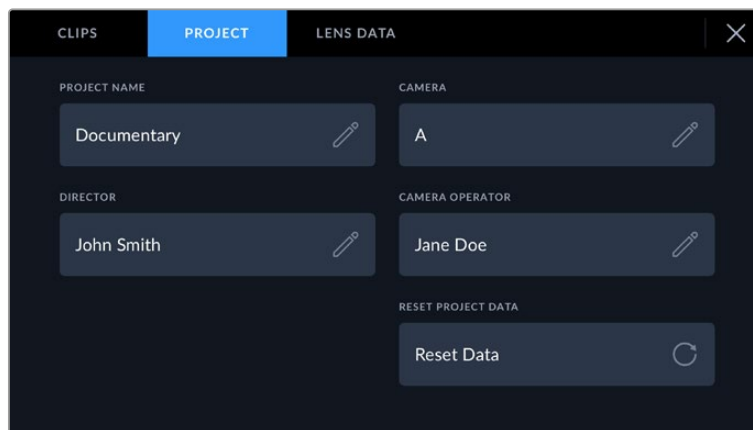 CLIPS PROJECT LENS DATA
PROJECT NAME CAMERA
Documentary A
DIRECTOR CAMERA OPERATOR
John Smith Jane Doe
RESET PROJECT DATA
Reset Data